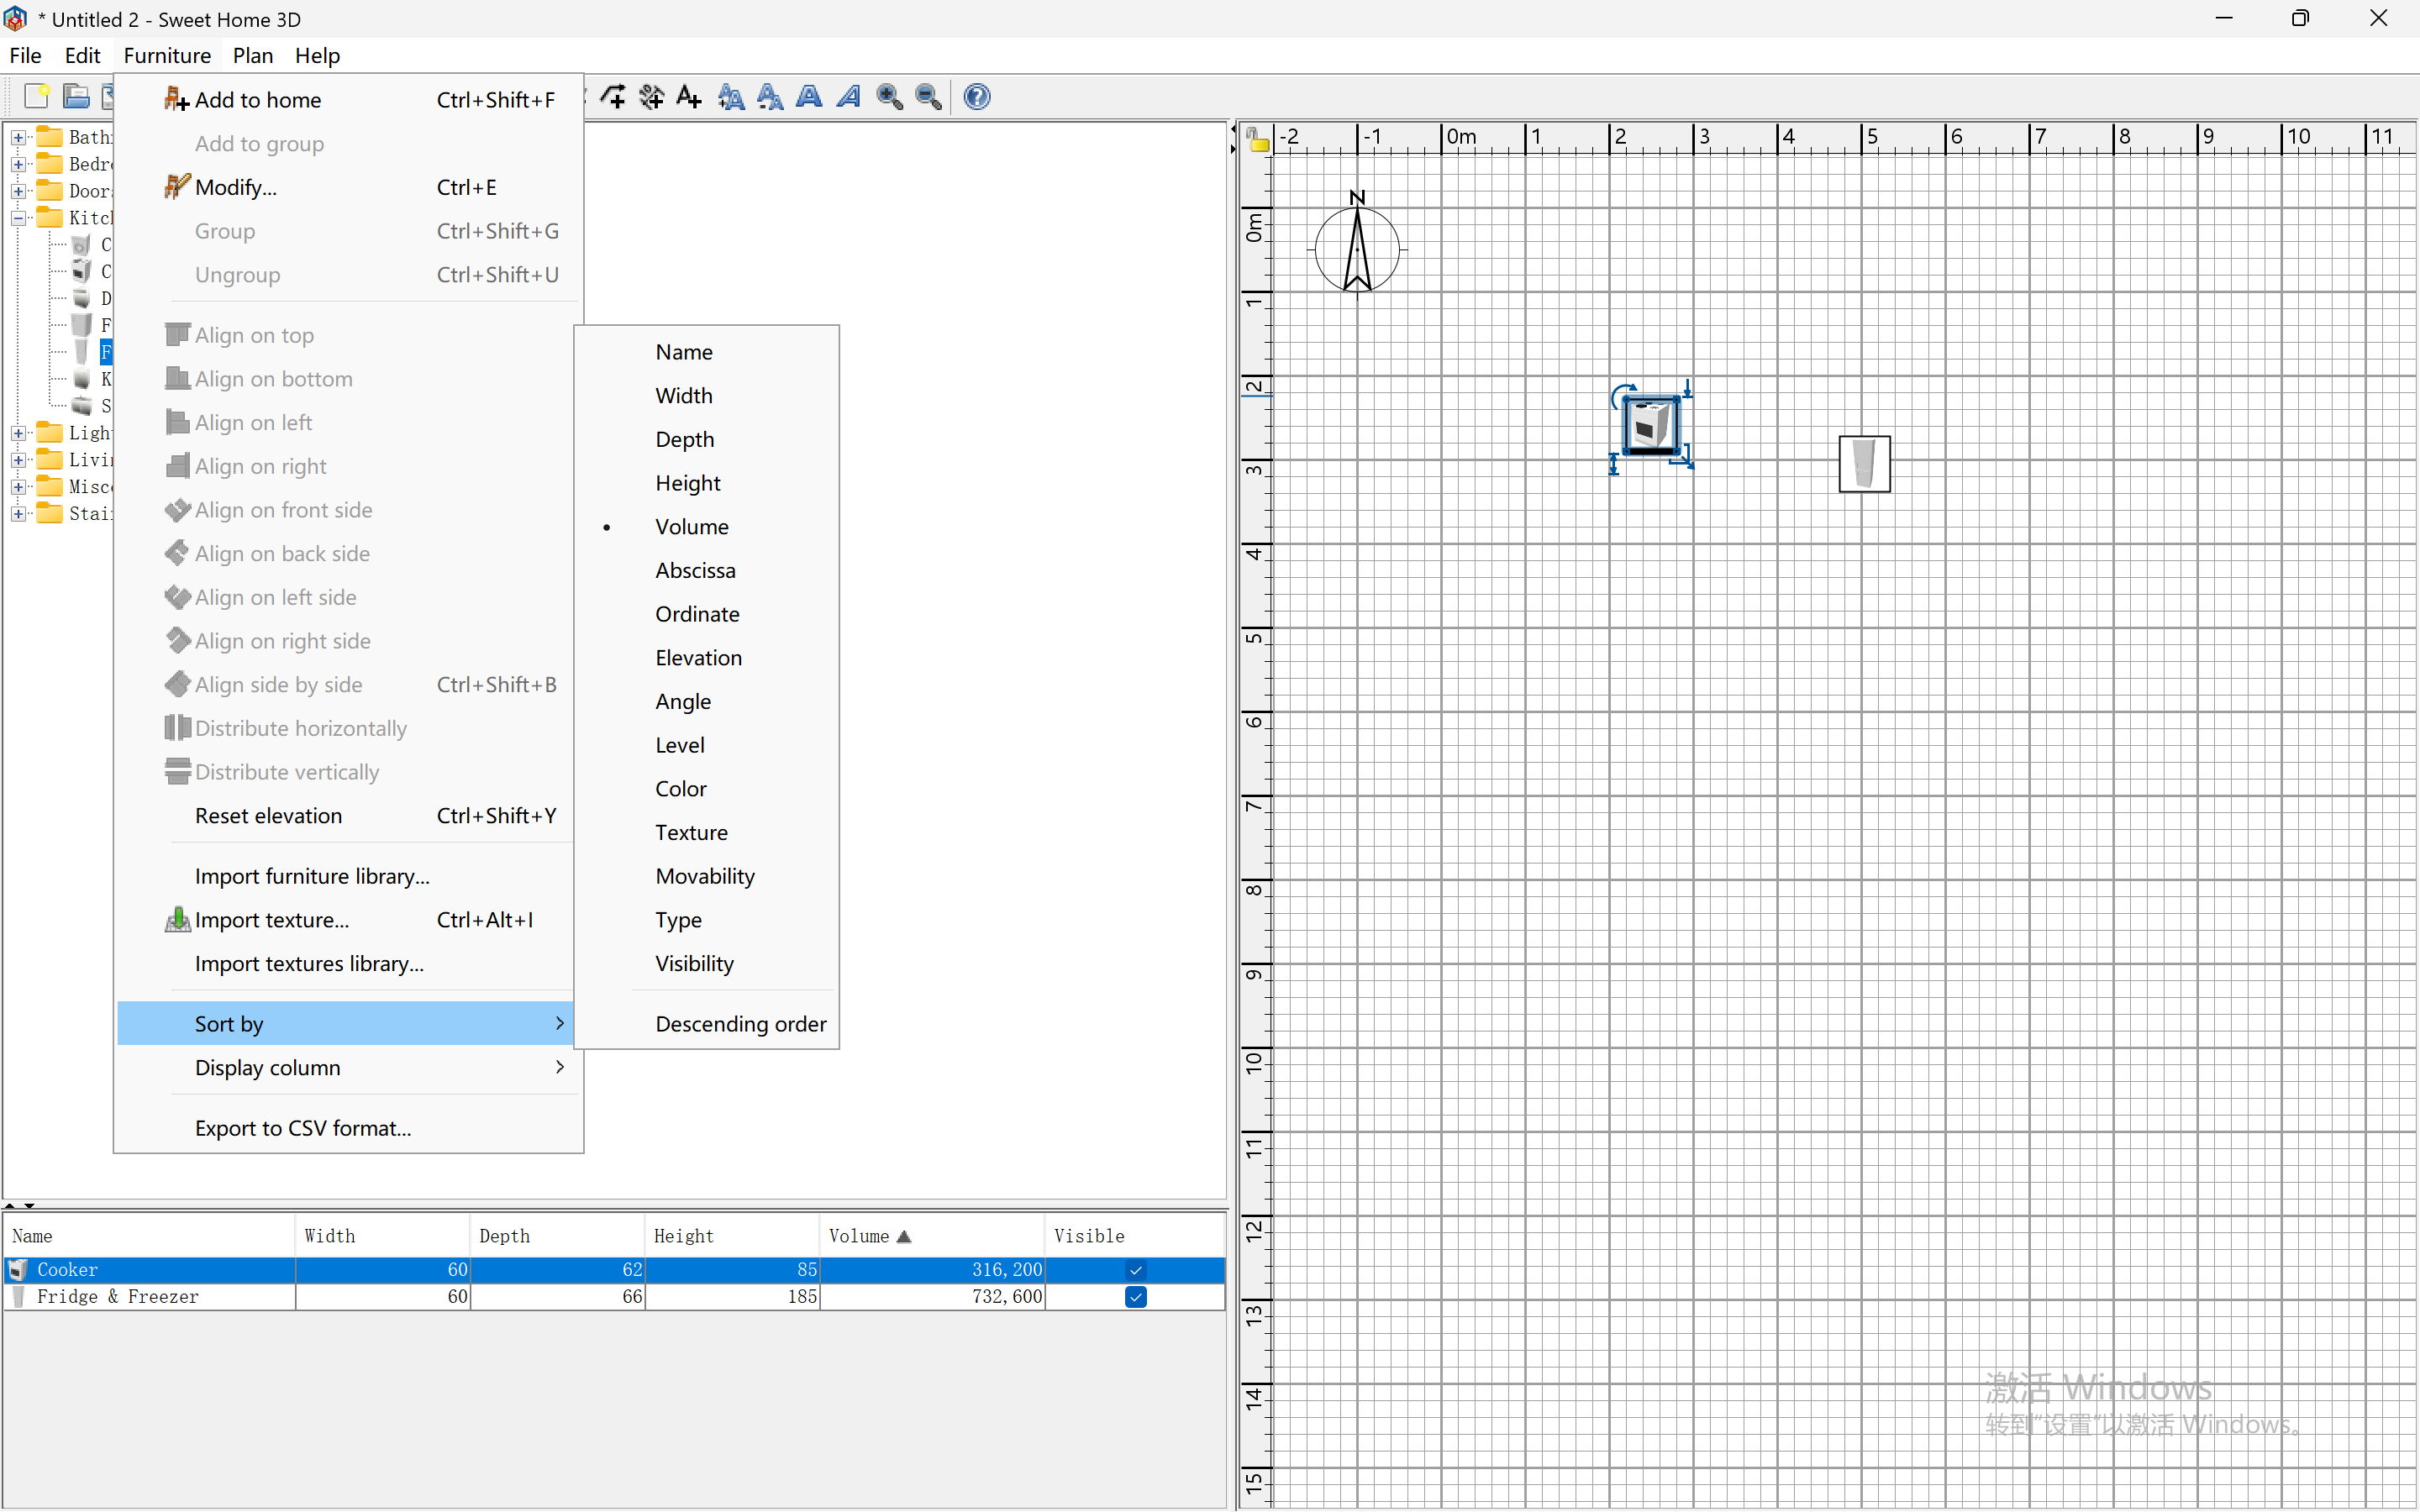 * Untitled 2 - Sweet Home 3D
File Edit Furniture Plan Help
Add to home Ctrl+Shift+F
Add to group
Modify... Ctrl+E
Group Ctrl+Shift+G
Ungroup Ctrl+Shift+U
Align on top
Align on bottom
Align on left
Align on right
Align on front side
Align on back side
Align on left side
Align on right side
Align side by side Ctrl+Shift+B
Distribute horizontally
Distribute vertically
Reset elevation Ctrl+Shift+Y
Import furniture library...
Import texture... Ctrl+Alt+I
Import textures library...
Sort by
Display column
Export to CSV format...
Name
Width
Depth
Height
Volume
Abscissa
Ordinate
Elevation
Angle
Level
Color
Texture
Movability
Type
Visibility
Descending order
-2 -1 0m 1 2 3 4 5 6 7 8 9 10 11
N
0m
1
2
3
4
5
6
7
8
9
10
11
12
13
14
15
Name Width Depth Height Volume Visible
Cooker 60 62 85 316,200
Fridge & Freezer 60 66 185 732,600
激活 Windows
转到"设置"以激活 Windows。